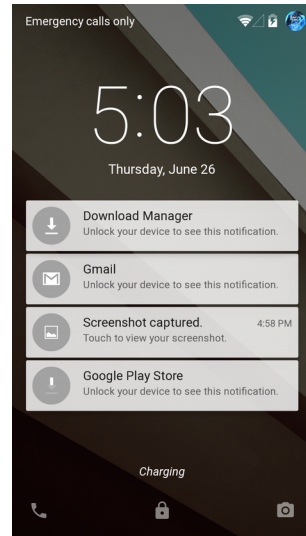 Emergency calls only
5:03
Thursday, June 26
Download Manager
Unlock your device to see this notification.
Gmail
Unlock your device to see this notification.
Screenshot captured. 4:58 PM
Touch to view your screenshot.
Google Play Store
Unlock your device to see this notification.
Charging